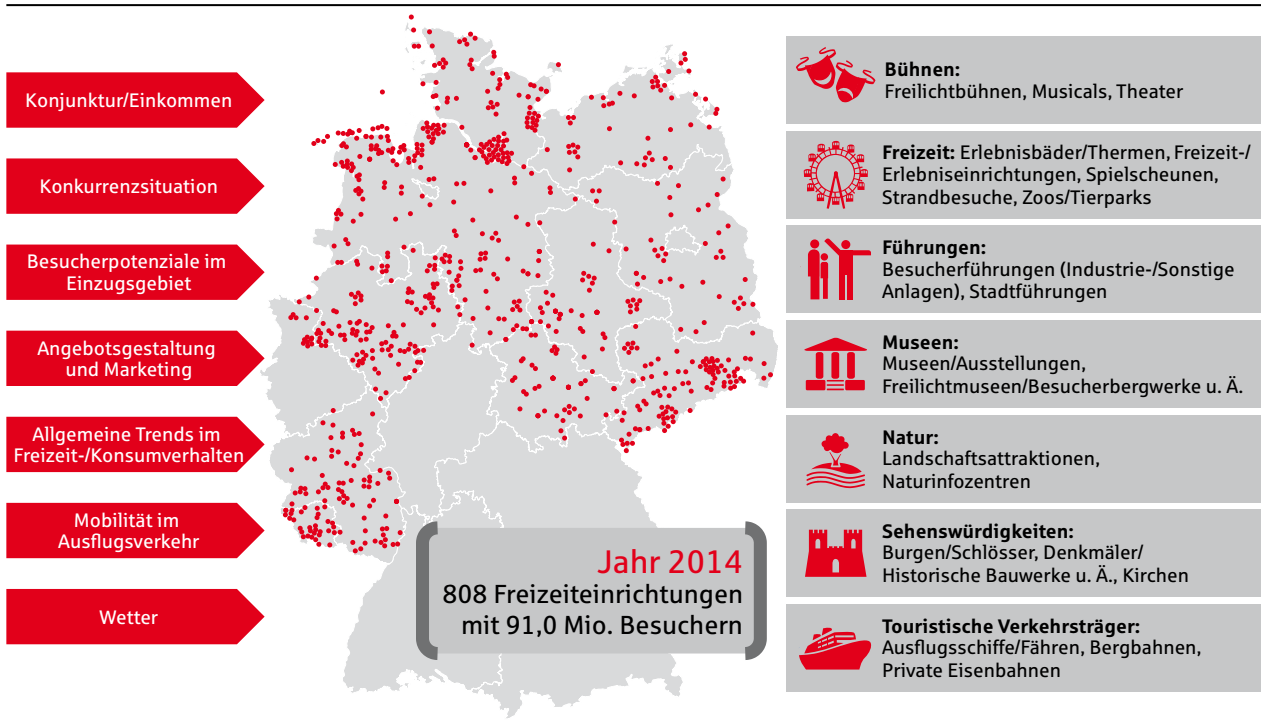 Konjunktur/Einkommen
Konkurrenzsituation
Besucherpotenziale im
Einzugsgebiet
Angebotsgestaltung
und Marketing
Allgemeine Trends im
Freizeit-/Konsumverhalten
Mobilität im
Ausflugsverkehr
Wetter
Jahr 2014
808 Freizeiteinrichtungen
mit 91,0 Mio. Besuchern
Bühnen:
Freilichtbühnen, Musicals, Theater
Freizeit: Erlebnisbäder/Thermen, Freizeit-/
Erlebniseinrichtungen, Spielscheunen,
Strandbesuche, Zoos/Tierparks
Führungen:
Besucherführungen (Industrie-/Sonstige
Anlagen), Stadtführungen
Museen:
Museen/Ausstellungen,
Freilichtmuseen/Besucherbergwerke u. Ä.
Natur:
Landschaftsattraktionen,
Naturinfozentren
Sehenswürdigkeiten:
Burgen/Schlösser, Denkmäler/
Historische Bauwerke u. Ä., Kirchen
Touristische Verkehrsträger:
Ausflugsschiffe/Fähren, Bergbahnen,
Private Eisenbahnen